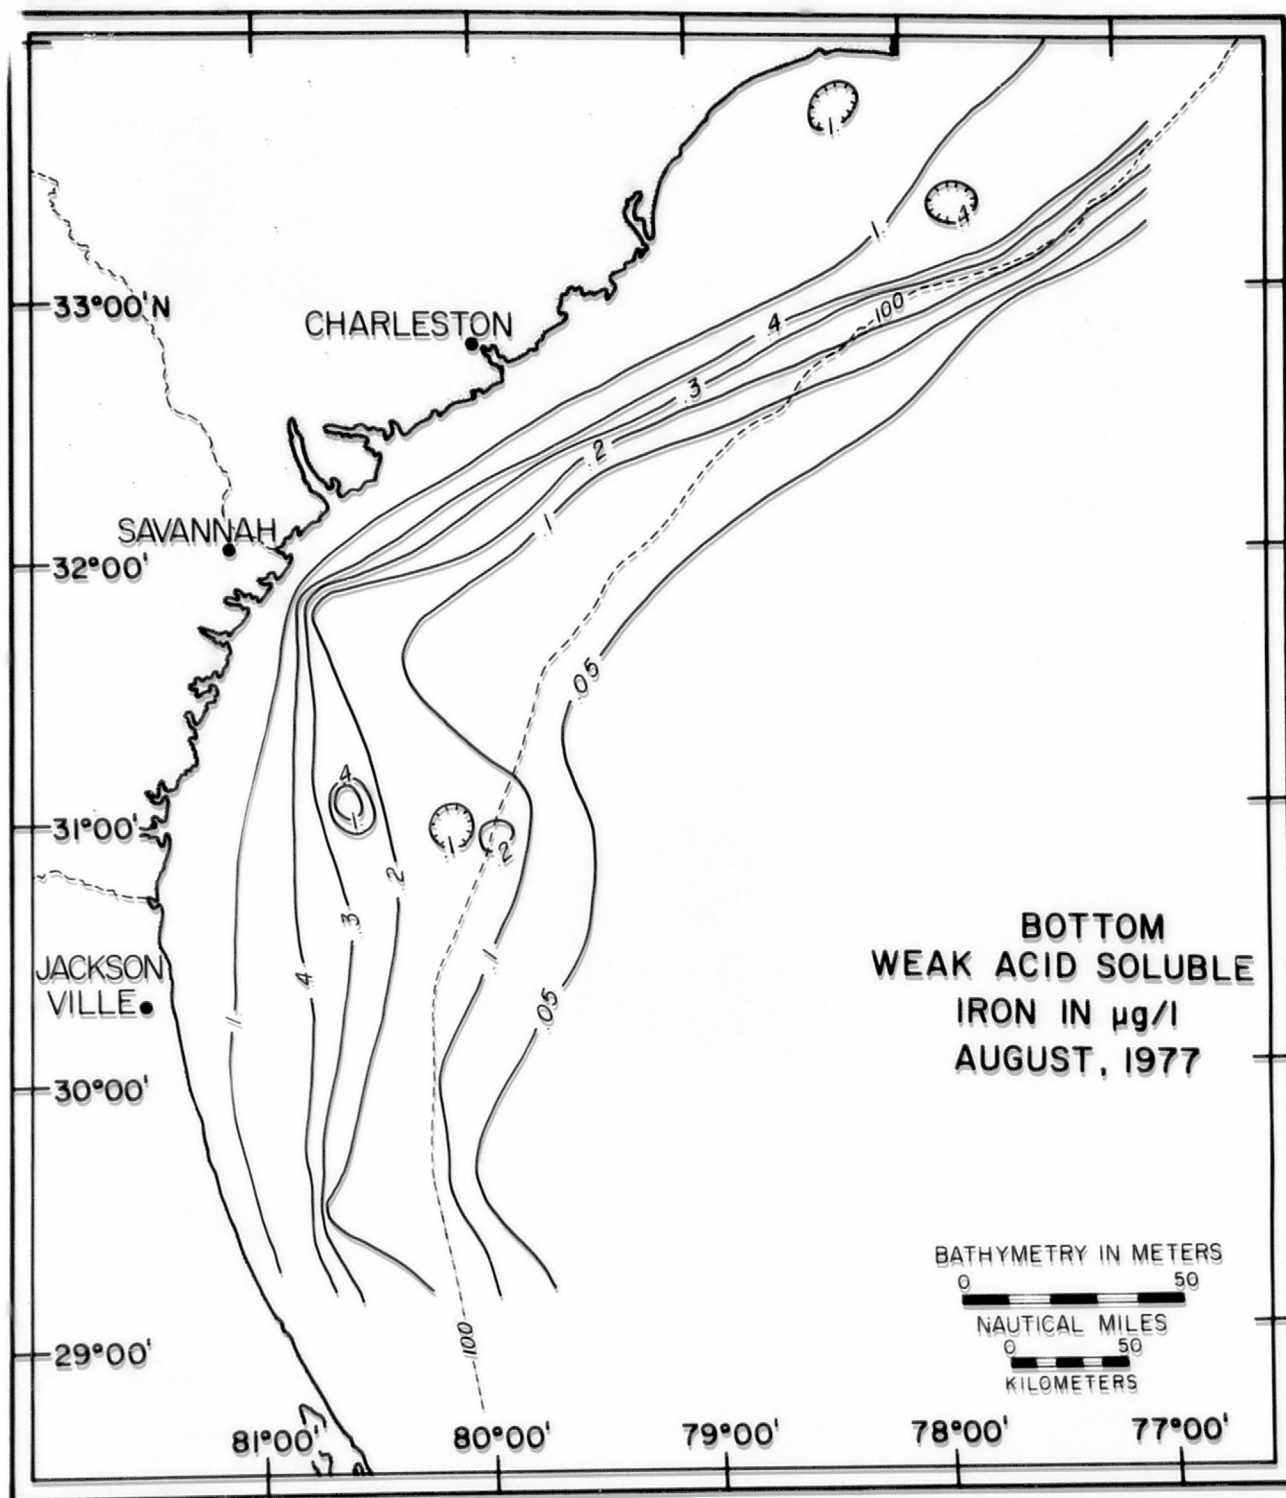 1.
.4
1.
.4
100
33°00'N
CHARLESTON
.3
.2
.1
SAVANNAH
32°00'
.05
.4
1.
31°00'
.1
.2
.2
.3
.1
.4
.05
1.
JACKSON
VILLE
BOTTOM
WEAK ACID SOLUBLE
IRON IN µg/l
AUGUST, 1977
30°00'
29°00'
100
BATHYMETRY IN METERS
0 50
NAUTICAL MILES
0 50
KILOMETERS
81°00' 80°00' 79°00' 78°00' 77°00'